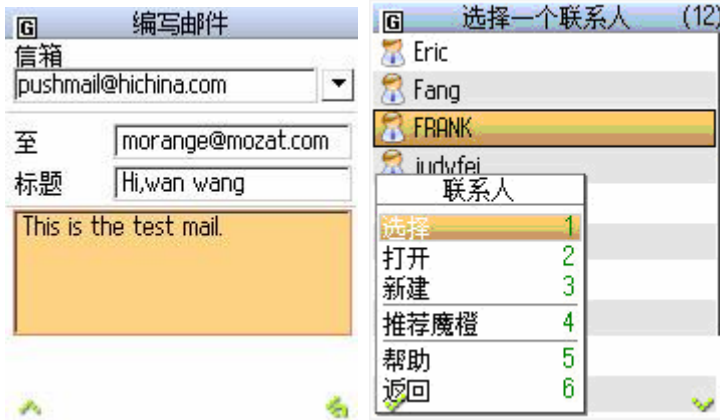 G 编写邮件
信箱
pushmail@hichina.com
至 morange@mozat.com
标题 Hi,wan wang
This is the test mail.
G 选择一个联系人 (12)
Eric
Fang
FRANK
judyfei
联系人
选择 1
打开 2
新建 3
推荐魔橙 4
帮助 5
返回 6